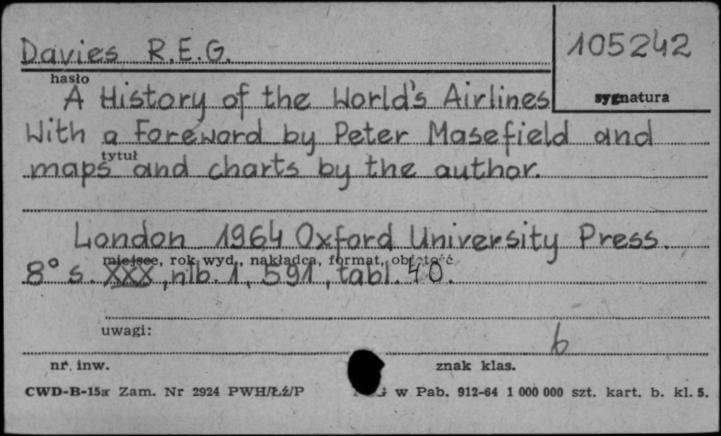 Davies R.E.G.
105242
hasło
sygnatura
A History of the World's Airlines
With a Foreword by Peter Masefield and
tytuł
maps and charts by the author.
London 1964 Oxford University Press.
miejsce, rok wyd., nakładca, format, objętość
8° s. XXX, nlb. 1, 591, tabl. 40.
uwagi:
b
nr. inw.
znak klas.
CWD-B-15a Zam. Nr 2924 PWH/Łź/P
w Pab. 912-64 1 000 000 szt. kart. b. kl. 5.